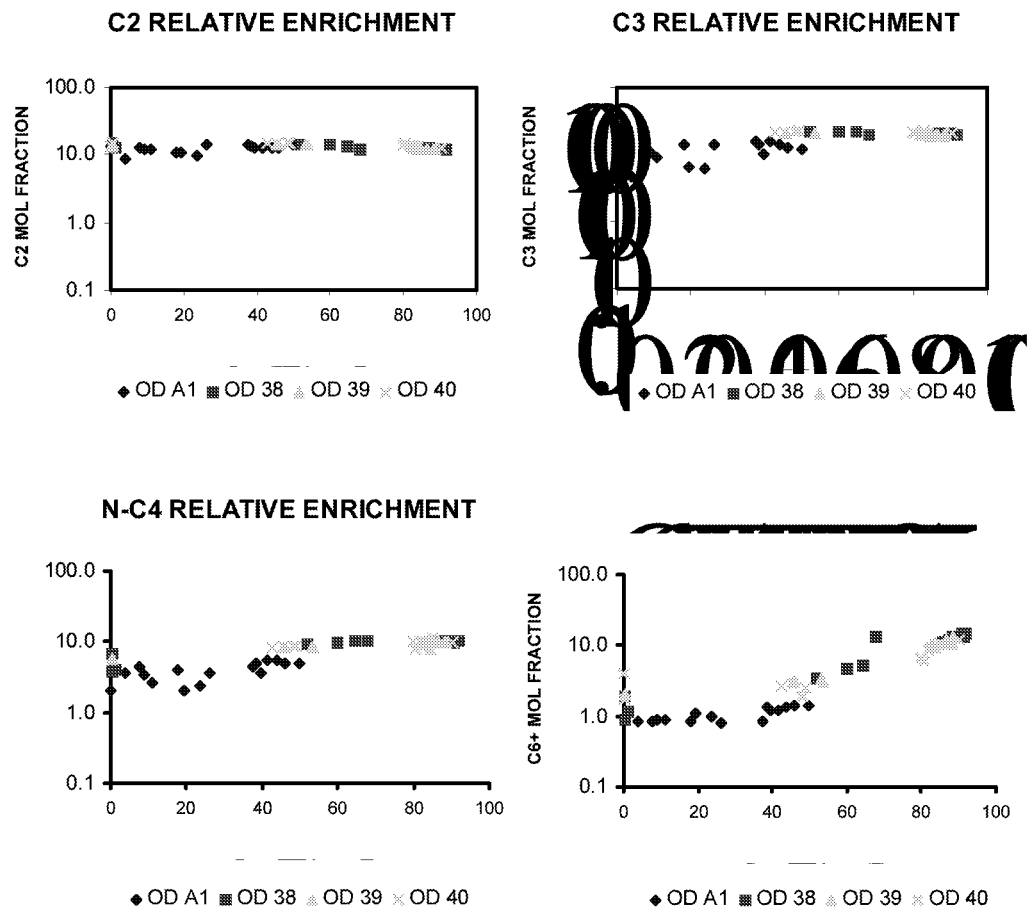 C2 RELATIVE ENRICHMENT
C2 MOL FRACTION
100.0
10.0
1.0
0.1
0 20 40 60 80 100
OD A1 OD 38 OD 39 OD 40
C3 RELATIVE ENRICHMENT
C3 MOL FRACTION
OD A1 OD 38 OD 39 OD 40
N-C4 RELATIVE ENRICHMENT
100.0
10.0
1.0
0.1
0 20 40 60 80 100
OD A1 OD 38 OD 39 OD 40
C6+ MOL FRACTION
100.0
10.0
1.0
0.1
0 20 40 60 80 100
OD A1 OD 38 OD 39 OD 40